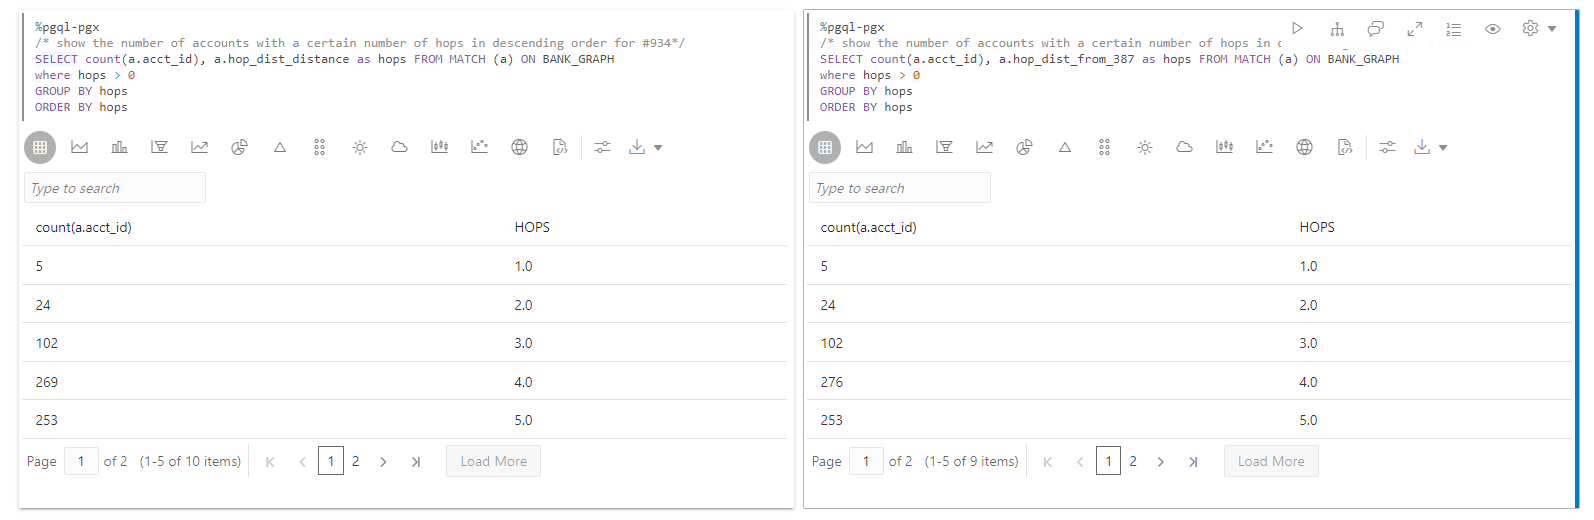 %pgql-pgx
/* show the number of accounts with a certain number of hops in descending order for #934*/
SELECT count(a.acct_id), a.hop_dist_distance as hops FROM MATCH (a) ON BANK_GRAPH
where hops > 0
GROUP BY hops
ORDER BY hops
Type to search
count(a.acct_id) HOPS
5 1.0
24 2.0
102 3.0
269 4.0
253 5.0
Page 1 of 2 (1-5 of 10 items) 1 2 Load More
%pgql-pgx
/* show the number of accounts with a certain number of hops in
SELECT count(a.acct_id), a.hop_dist_from_387 as hops FROM MATCH (a) ON BANK_GRAPH
where hops > 0
GROUP BY hops
ORDER BY hops
Type to search
count(a.acct_id) HOPS
5 1.0
24 2.0
102 3.0
276 4.0
253 5.0
Page 1 of 2 (1-5 of 9 items) 1 2 Load More